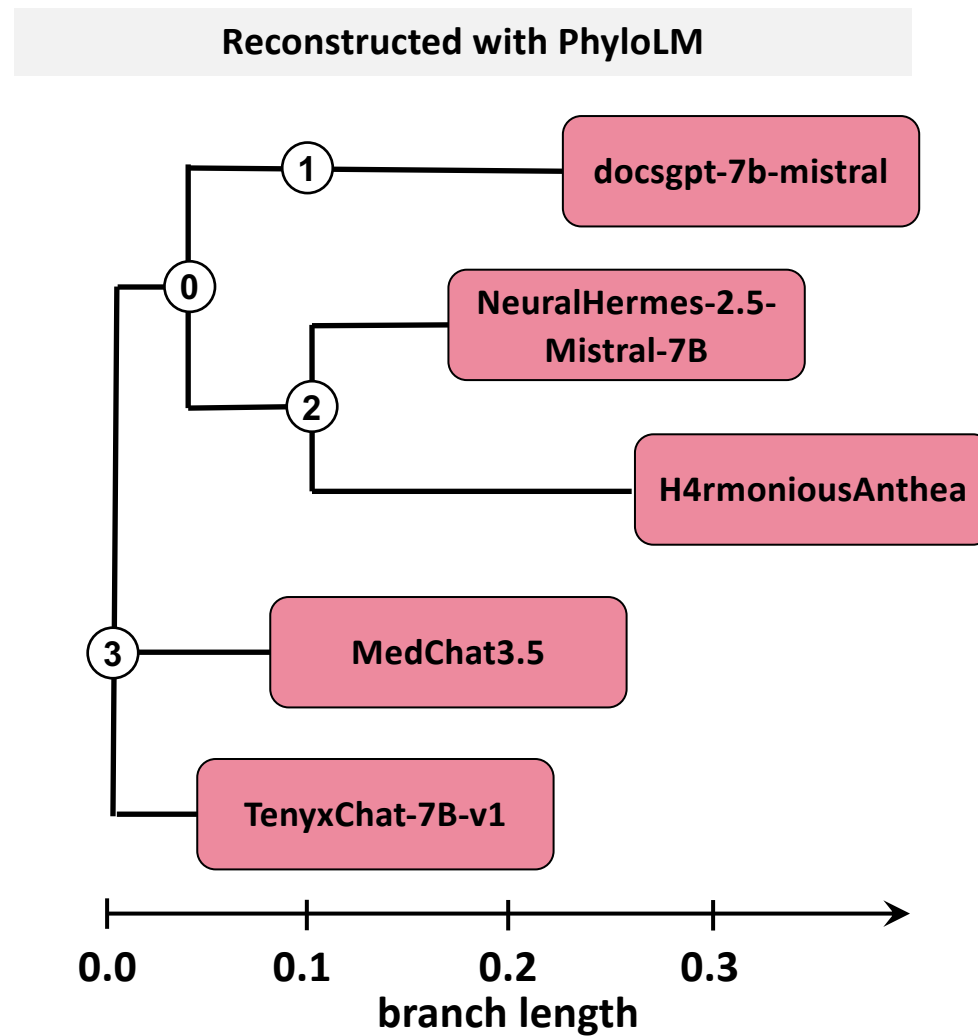 Reconstructed with PhyloLM
1
docsgpt-7b-mistral
0
NeuralHermes-2.5-
Mistral-7B
2
H4rmoniousAnthea
3
MedChat3.5
TenyxChat-7B-v1
0.0 0.1 0.2 0.3
branch length